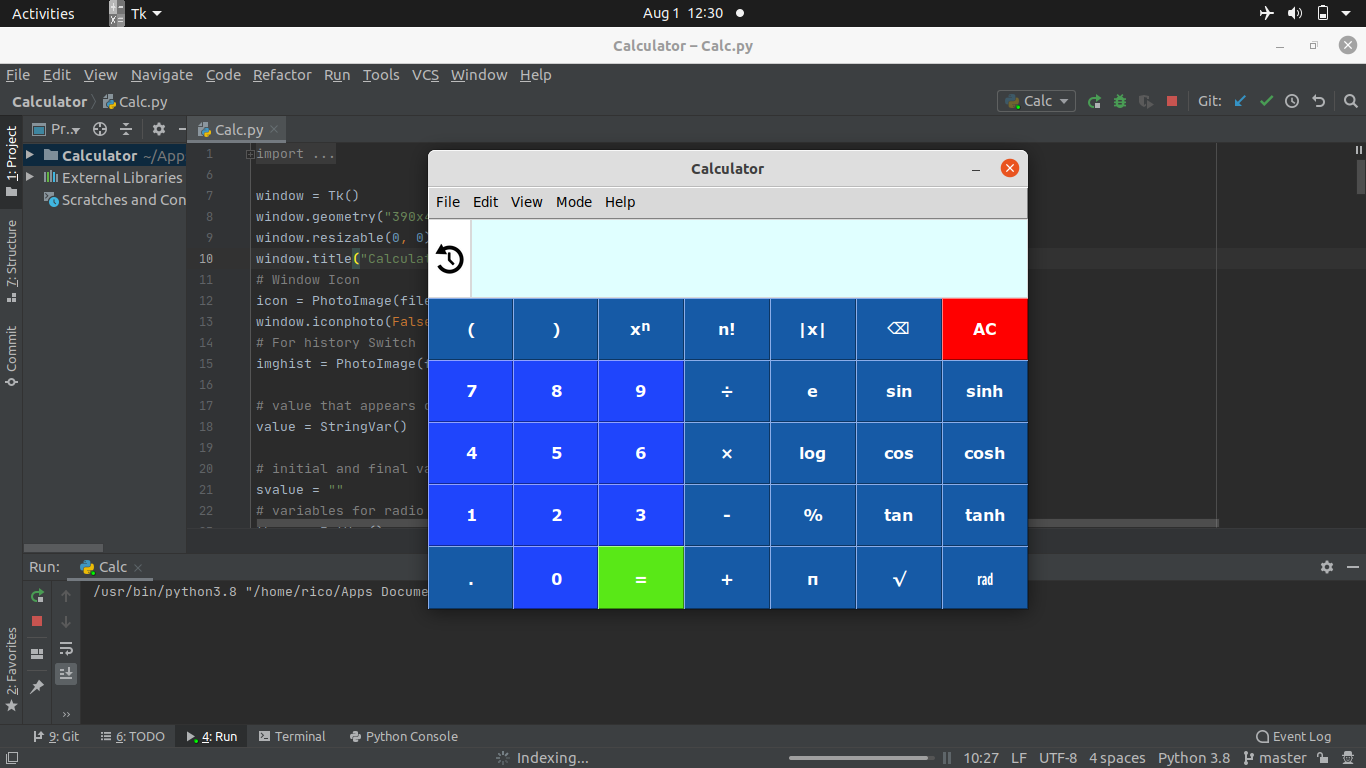 Activities Tk Aug 1 12:30
Calculator – Calc.py
File Edit View Navigate Code Refactor Run Tools VCS Window Help
Calculator Calc.py Calc Git:
1: Project
7: Structure
Commit
2: Favorites
Pr... Calc.py
Calculator ~/App
External Libraries
Scratches and Con
1 import ...
6
7 window = Tk()
8 window.geometry("390x4
9 window.resizable(0, 0)
10 window.title("Calculat
11 # Window Icon
12 icon = PhotoImage(file
13 window.iconphoto(False
14 # For history Switch
15 imghist = PhotoImage(
16
17 # value that appears
18 value = StringVar()
19
20 # initial and final va
21 svalue = ""
22 # variables for radio
Calculator
File Edit View Mode Help
( ) xⁿ n! |x| ⌫ AC
7 8 9 ÷ e sin sinh
4 5 6 × log cos cosh
1 2 3 - % tan tanh
. 0 = + п √ rad
Run: Calc
/usr/bin/python3.8 "/home/rico/Apps Docume
9: Git 6: TODO 4: Run Terminal Python Console Event Log
Indexing... 10:27 LF UTF-8 4 spaces Python 3.8 master